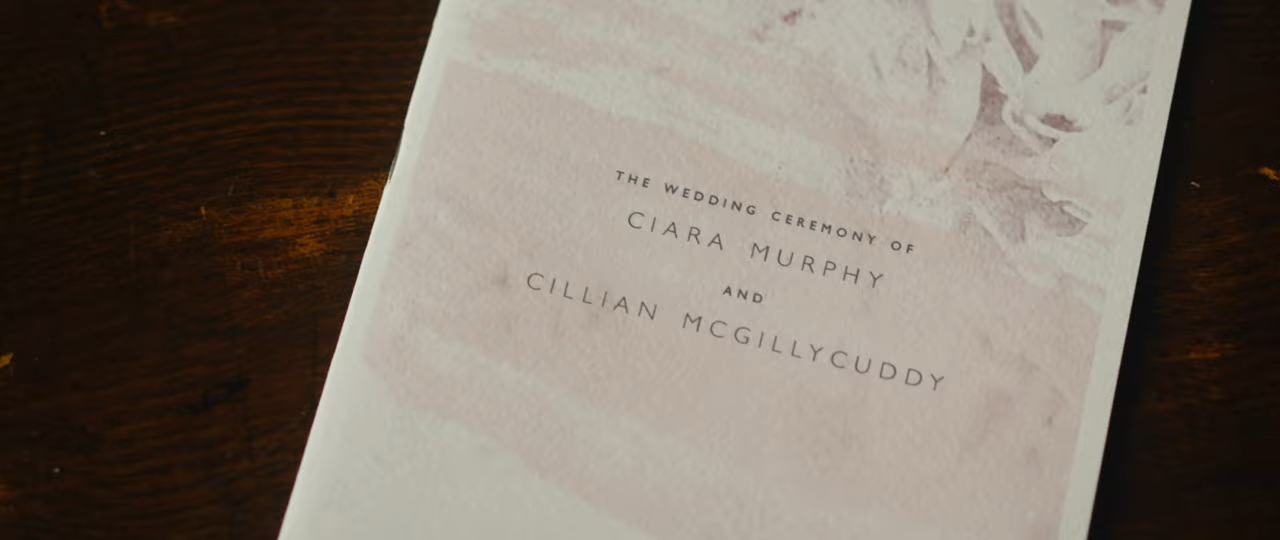 THE WEDDING CEREMONY OF
CIARA MURPHY
AND
CILLIAN MCGILLYCUDDY